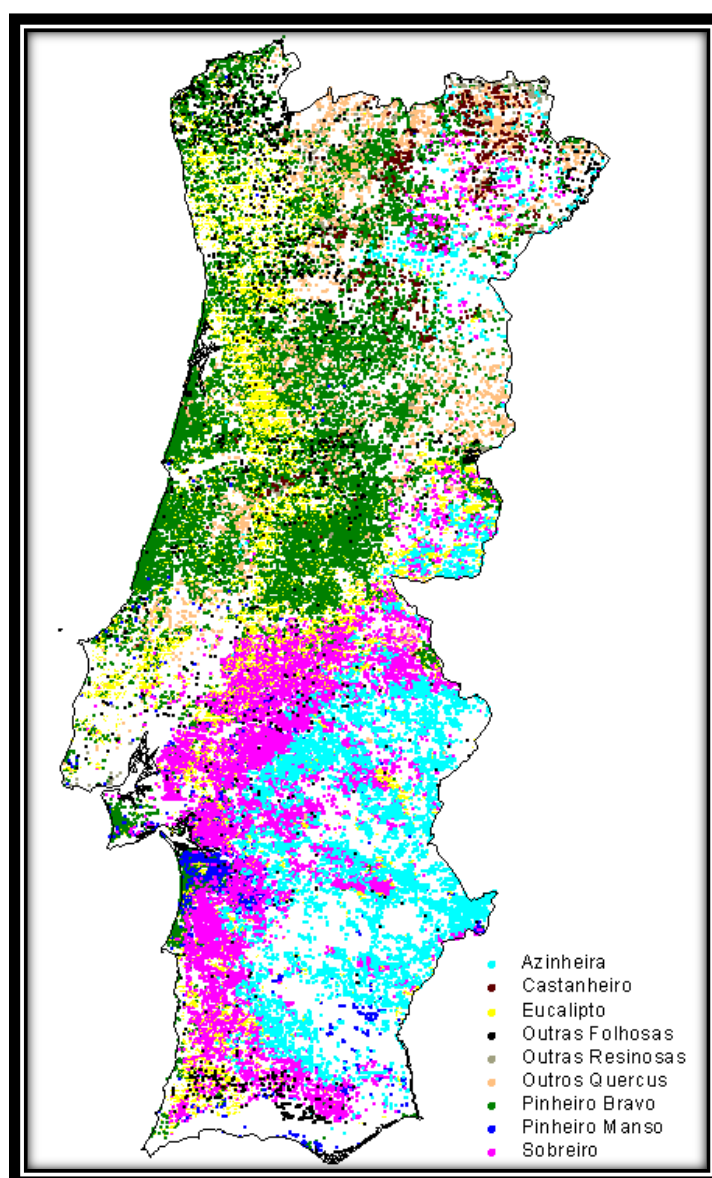 Azinheira
Castanheiro
Eucalipto
Outras Folhosas
Outras Resinosas
Outros Quercus
Pinheiro Bravo
Pinheiro Manso
Sobreiro